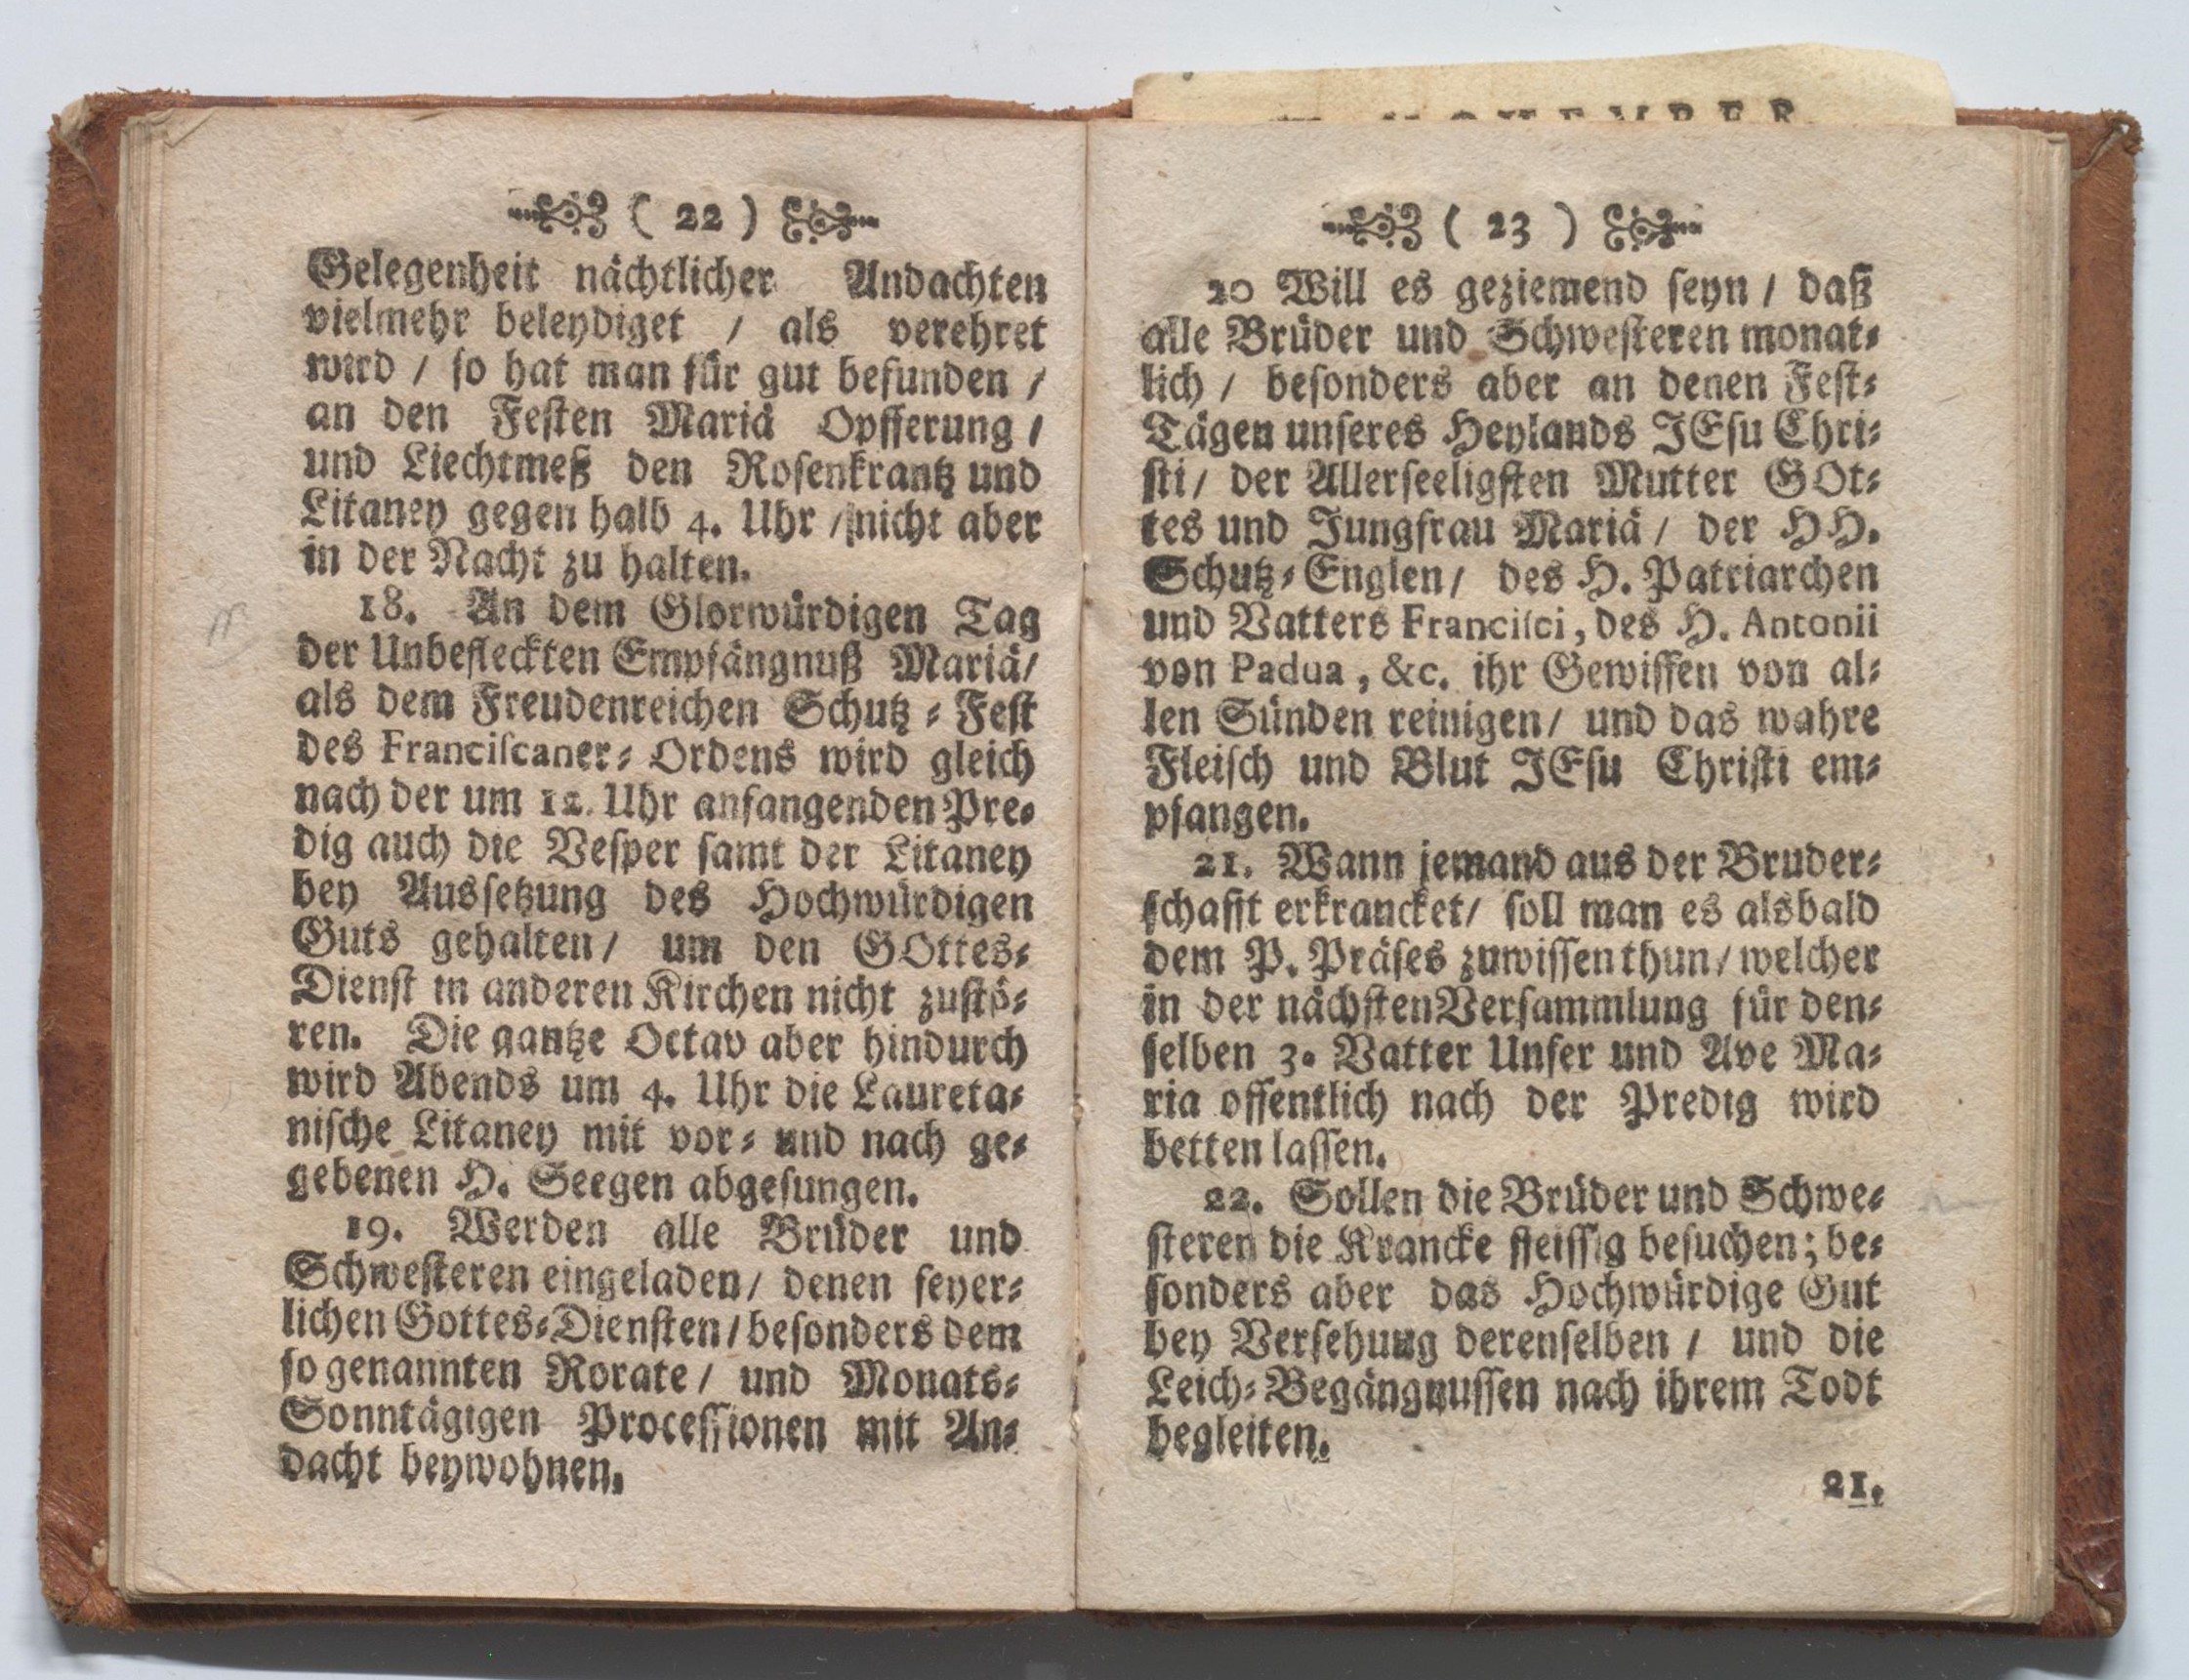 ( 22 )
Gelegenheit nächtlicher Andachten
vielmehr beleydiget / als verehret
wird / so hat man für gut befunden /
an den Festen Mariä Opfferung /
und Liechtmeß den Rosenkrantz und
Litaney gegen halb 4. Uhr / nicht aber
in der Nacht zu halten.
18. An dem Glorwürdigen Tag
der Unbefleckten Empfängnuß Mariä/
als dem Freudenreichen Schutz = Fest
des Franciscaner= Ordens wird gleich
nach der um 12. Uhr anfangenden Pre=
dig auch die Vesper samt der Litaney
bey Aussetzung des Hochwürdigen
Guts gehalten / um den GOttes=
Dienst in anderen Kirchen nicht zustö=
ren. Die gantze Octav aber hindurch
wird Abends um 4. Uhr die Laureta=
nische Litaney mit vor= und nach ge=
gebenen H. Seegen abgesungen.
19. Werden alle Brüder und
Schwesteren eingeladen / denen feyer=
lichen Gottes=Diensten / besonders dem
so genannten Rorate / und Monats=
Sonntägigen Processionen mit An=
dacht beywohnen.
( 23 )
20 Will es geziemend seyn / daß
alle Brüder und Schwesteren monat=
lich / besonders aber an denen Fest=
Tägen unseres Heylands JEsu Chri=
sti / der Allerseeligsten Mutter GOt=
tes und Jungfrau Mariä / der HH.
Schutz=Englen / des H. Patriarchen
und Vatters Francisci, des H. Antonii
von Padua, &c. ihr Gewissen von al=
len Sünden reinigen / und das wahre
Fleisch und Blut JEsu Christi em=
pfangen.
21. Wann jemand aus der Bruder=
schafft erkrancket / soll man es alsbald
dem P. Präses zuwissen thun / welcher
in der nächsten Versammlung für den=
selben 3. Vatter Unser und Ave Ma=
ria offentlich nach der Predig wird
betten lassen.
22. Sollen die Brüder und Schwe=
steren die Krancke fleissig besuchen; be=
sonders aber das Hochwürdige Gut
bey Versehung derenselben / und die
Leich=Begängnussen nach ihrem Todt
begleiten.
21.